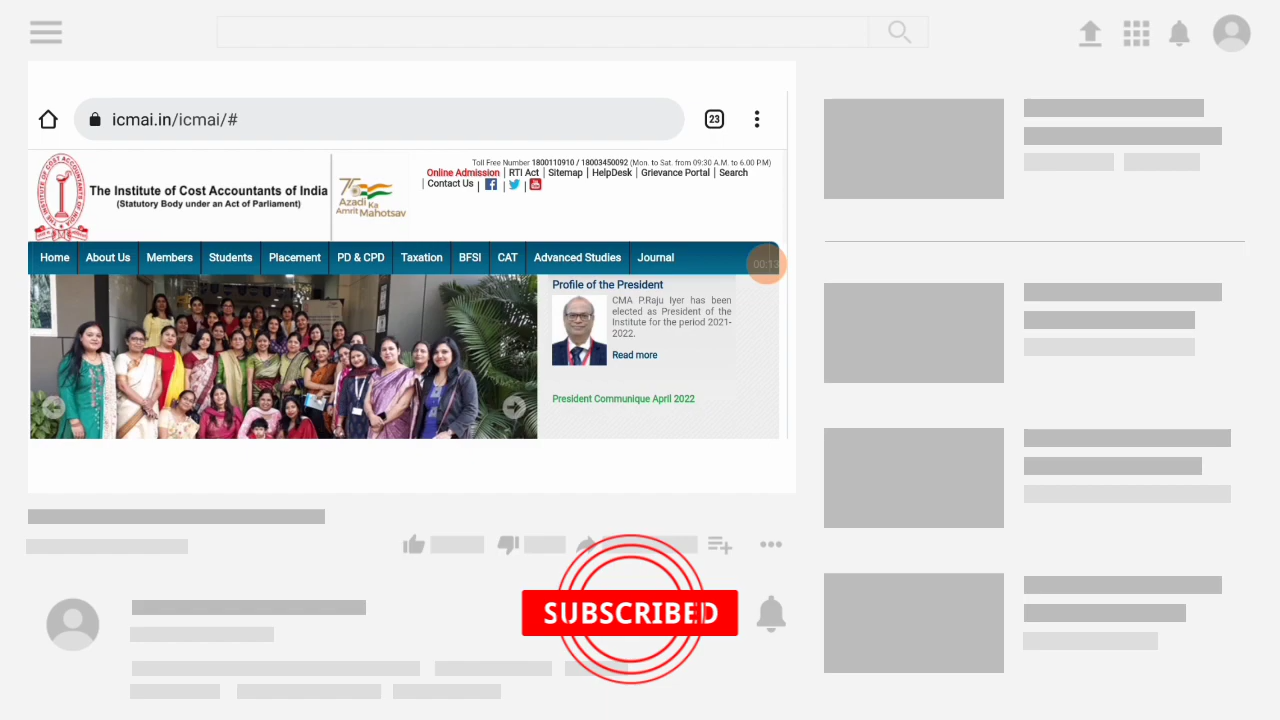 icmai.in/icmai/#
23
Toll Free Number 1800110910 / 18003450092 (Mon. to Sat. from 09:30 A.M. to 6.00 P.M)
Online Admission | RTI Act | Sitemap | HelpDesk | Grievance Portal | Search
| Contact Us | | |
The Institute of Cost Accountants of India
(Statutory Body under an Act of Parliament)
75
Azadi Ka
Amrit Mahotsav
Home About Us Members Students Placement PD & CPD Taxation BFSI CAT Advanced Studies Journal
00:13
Profile of the President
CMA P.Raju Iyer has been
elected as President of the
Institute for the period 2021-
2022.
Read more
President Communique April 2022
SUBSCRIBED